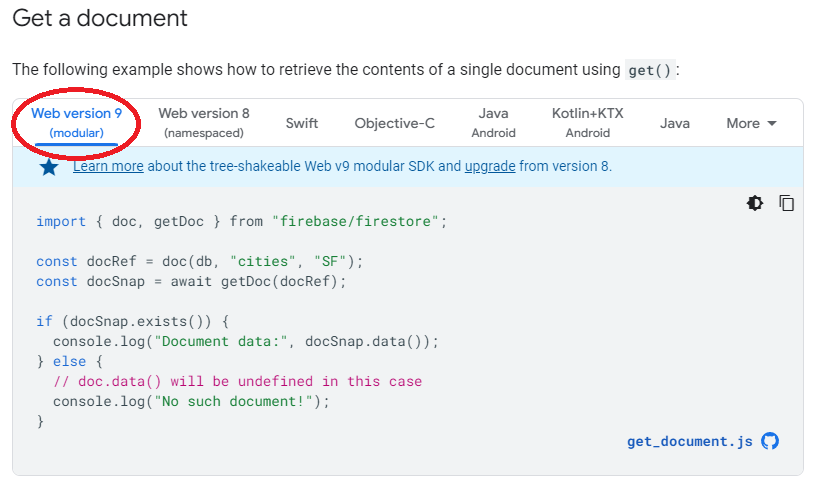 Get a document
The following example shows how to retrieve the contents of a single document using get():
Web version 9 (modular) Web version 8 (namespaced) Swift Objective-C Java Android Kotlin+KTX Android Java More
Learn more about the tree-shakeable Web v9 modular SDK and upgrade from version 8.
import { doc, getDoc } from "firebase/firestore";
const docRef = doc(db, "cities", "SF");
const docSnap = await getDoc(docRef);
if (docSnap.exists()) {
  console.log("Document data:", docSnap.data());
} else {
  // doc.data() will be undefined in this case
  console.log("No such document!");
}
get_document.js